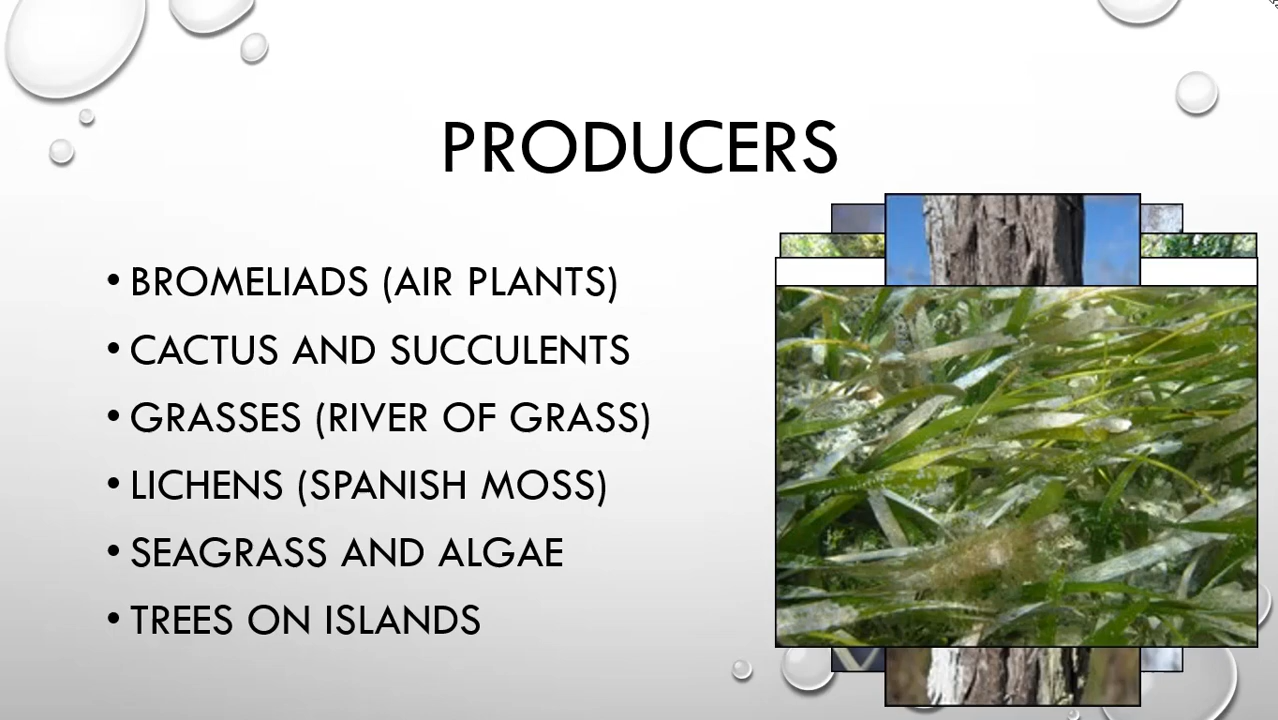 PRODUCERS
• BROMELIADS (AIR PLANTS)
• CACTUS AND SUCCULENTS
• GRASSES (RIVER OF GRASS)
• LICHENS (SPANISH MOSS)
• SEAGRASS AND ALGAE
• TREES ON ISLANDS